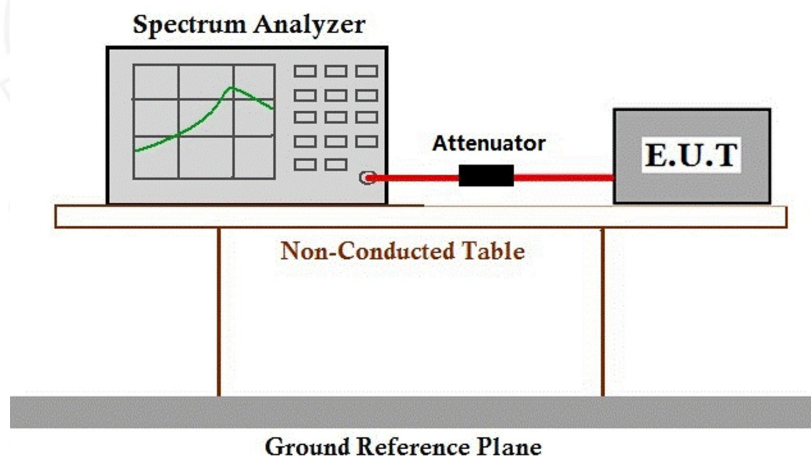 Spectrum Analyzer
Attenuator
E.U.T
Non-Conducted Table
Ground Reference Plane